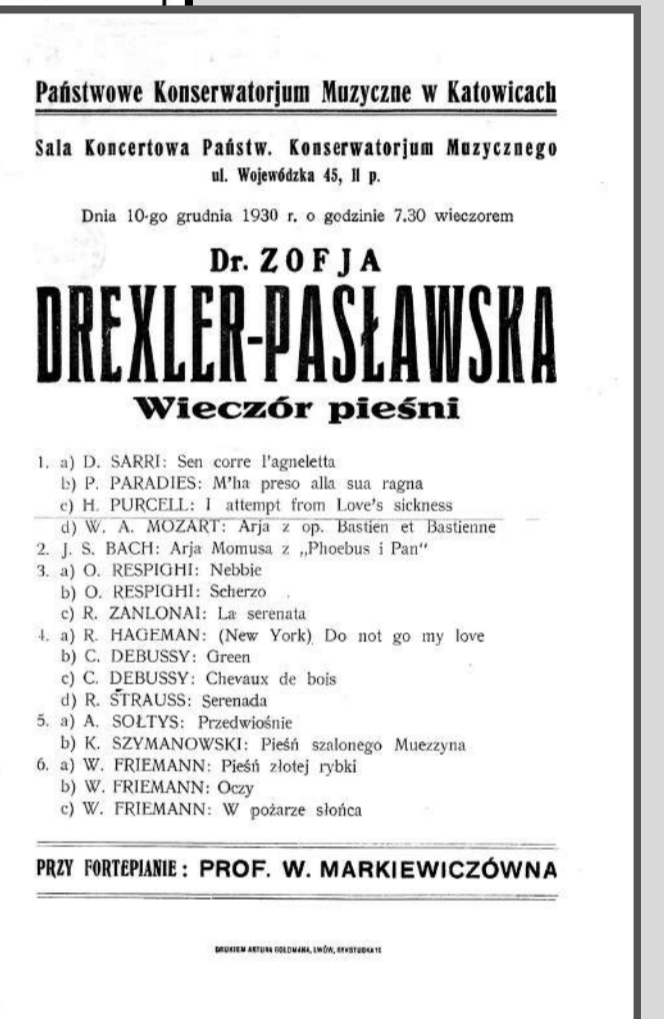 Państwowe Konserwatorjum Muzyczne w Katowicach
Sala Koncertowa Państw. Konserwatorjum Muzycznego
ul. Wojewódzka 45, II p.
Dnia 10-go grudnia 1930 r. o godzinie 7.30 wieczorem
Dr. ZOFJA
DREXLER-PASŁAWSKA
Wieczór pieśni
1. a) D. SARRI: Sen corre l'agneletta
b) P. PARADIES: M'ha preso alla sua ragna
c) H. PURCELL: I attempt from Love's sickness
d) W. A. MOZART: Arja z op. Bastien et Bastienne
2. J. S. BACH: Arja Momusa z „Phoebus i Pan"
3. a) O. RESPIGHI: Nebbie
b) O. RESPIGHI: Scherzo
c) R. ZANLONAI: La serenata
4. a) R. HAGEMAN: (New York) Do not go my love
b) C. DEBUSSY: Green
c) C. DEBUSSY: Chevaux de bois
d) R. STRAUSS: Serenada
5. a) A. SOŁTYS: Przedwiośnie
b) K. SZYMANOWSKI: Pieśń szalonego Muezzyna
6. a) W. FRIEMANN: Pieśń złotej rybki
b) W. FRIEMANN: Oczy
c) W. FRIEMANN: W pożarze słońca
PRZY FORTEPIANIE: PROF. W. MARKIEWICZÓWNA
DRUKIEM ARTURA GOLDMANA, LWÓW, SYKSTUSKA